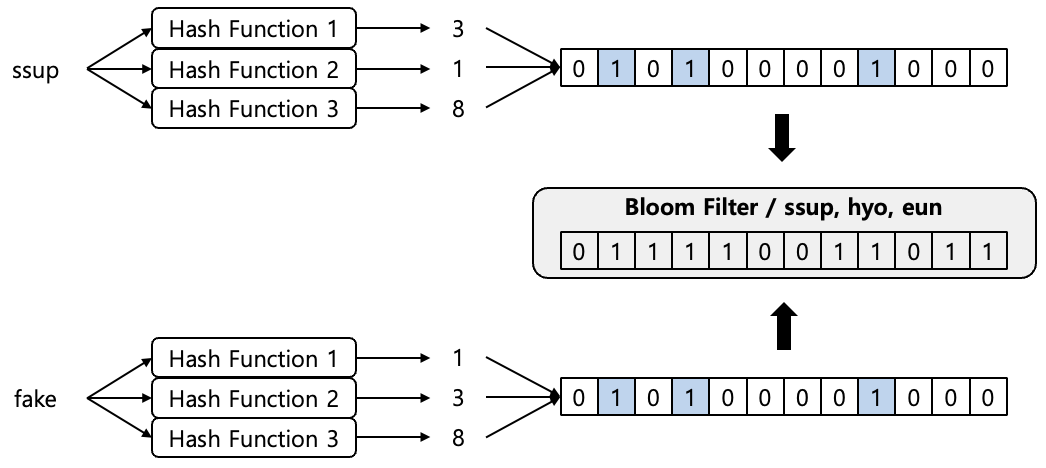 Hash Function 1 3
ssup Hash Function 2 1 0 1 0 1 0 0 0 0 1 0 0 0
Hash Function 3 8
Bloom Filter / ssup, hyo, eun
0 1 1 1 1 0 0 1 1 0 1 1
Hash Function 1 1
fake Hash Function 2 3 0 1 0 1 0 0 0 0 1 0 0 0
Hash Function 3 8